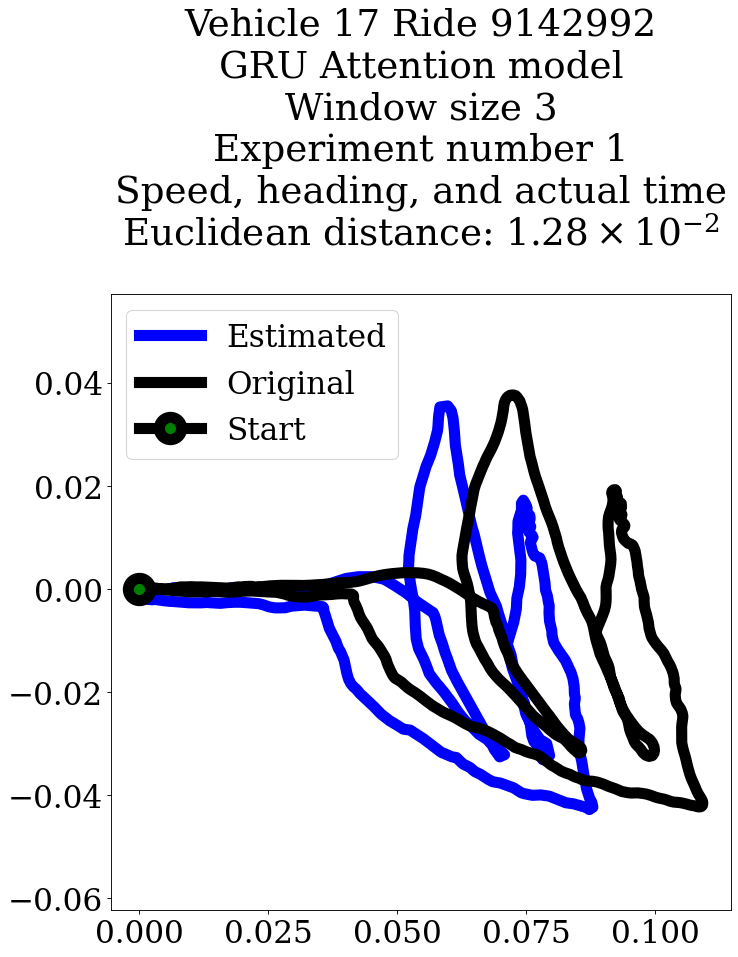 Vehicle 17 Ride 9142992
GRU Attention model
Window size 3
Experiment number 1
Speed, heading, and actual time
Euclidean distance: 1.28 × 10⁻²
Estimated
Original
Start
0.04
0.02
0.00
−0.02
−0.04
−0.06
0.000 0.025 0.050 0.075 0.100